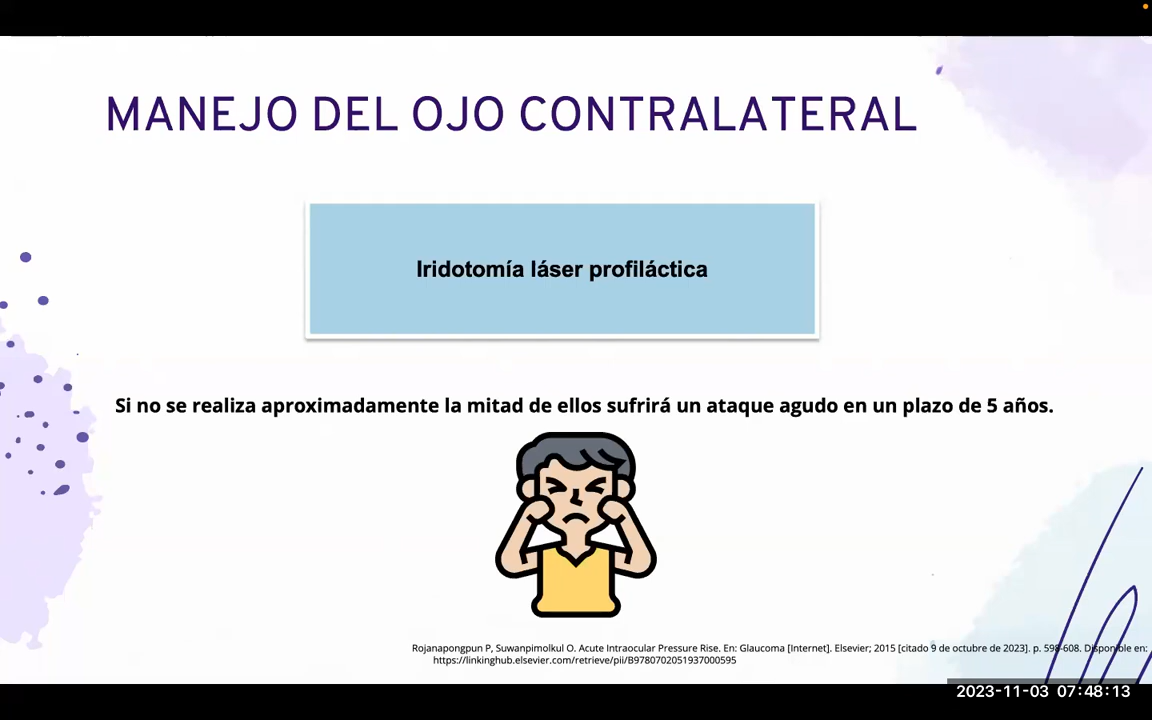 MANEJO DEL OJO CONTRALATERAL
Iridotomía láser profiláctica
Si no se realiza aproximadamente la mitad de ellos sufrirá un ataque agudo en un plazo de 5 años.
Rojanapongpun P, Suwanpimolkul O. Acute Intraocular Pressure Rise. En: Glaucoma [Internet]. Elsevier; 2015 [citado 9 de octubre de 2023]. p. 598-608. Disponible en:
https://linkinghub.elsevier.com/retrieve/pii/B9780702051937000595
2023-11-03 07:48:13